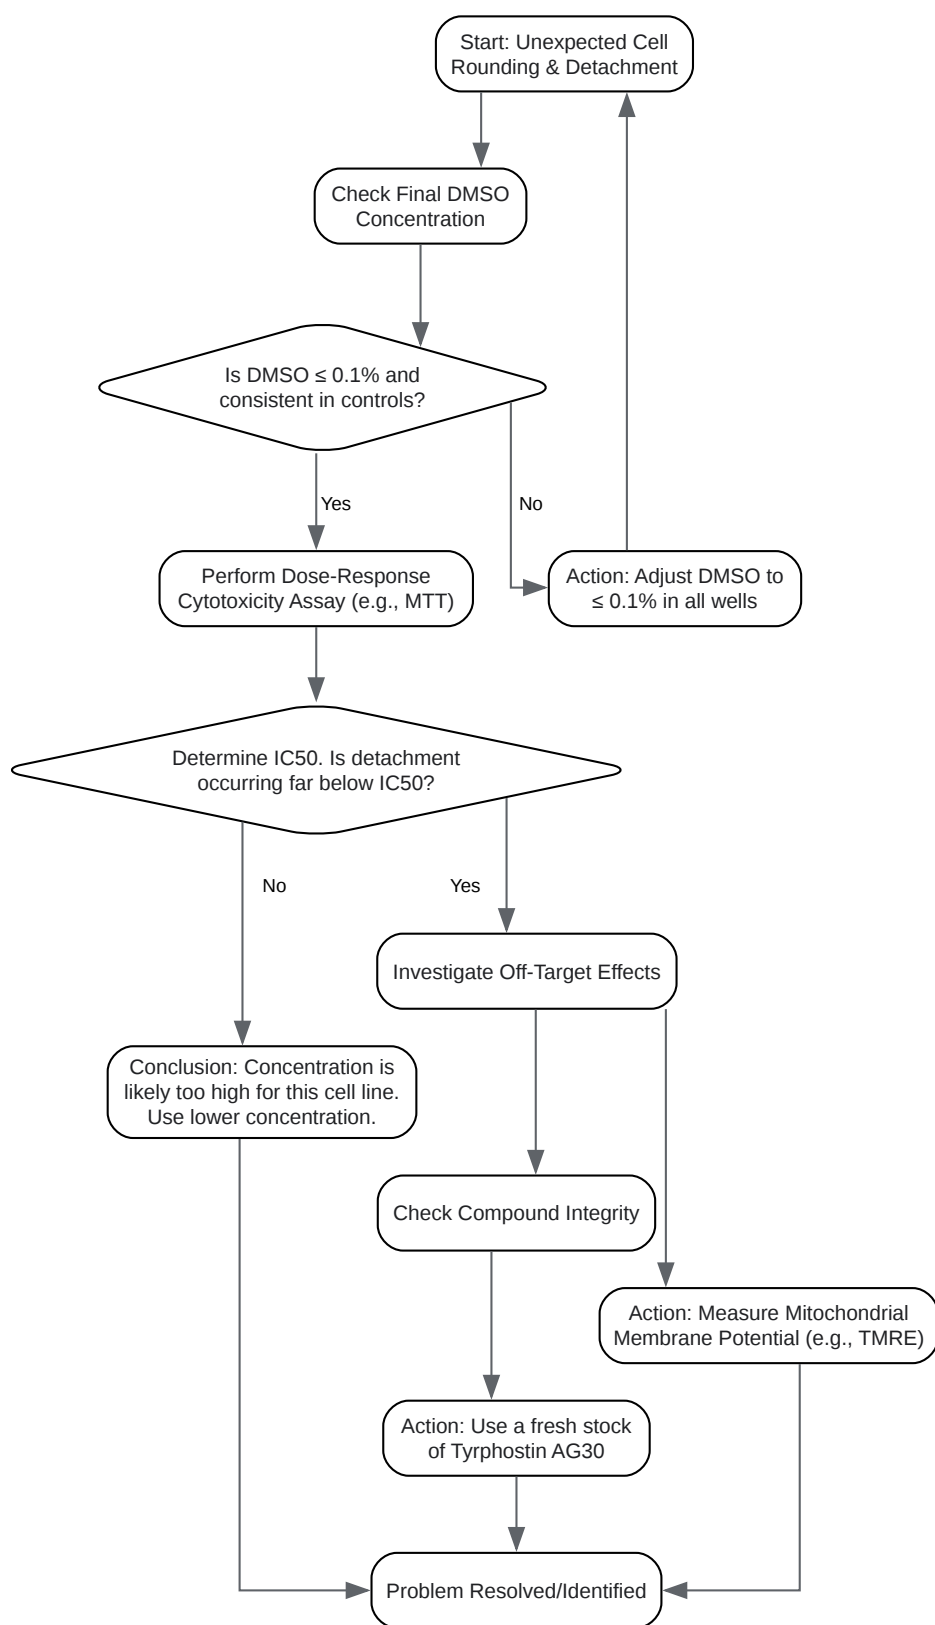 Start: Unexpected Cell
Rounding & Detachment
Check Final DMSO
Concentration
Is DMSO ≤ 0.1% and
consistent in controls?
Yes
No
Perform Dose-Response
Cytotoxicity Assay (e.g., MTT)
Action: Adjust DMSO to
≤ 0.1% in all wells
Determine IC50. Is detachment
occurring far below IC50?
No
Yes
Investigate Off-Target Effects
Conclusion: Concentration is
likely too high for this cell line.
Use lower concentration.
Check Compound Integrity
Action: Measure Mitochondrial
Membrane Potential (e.g., TMRE)
Action: Use a fresh stock
of Tyrphostin AG30
Problem Resolved/Identified